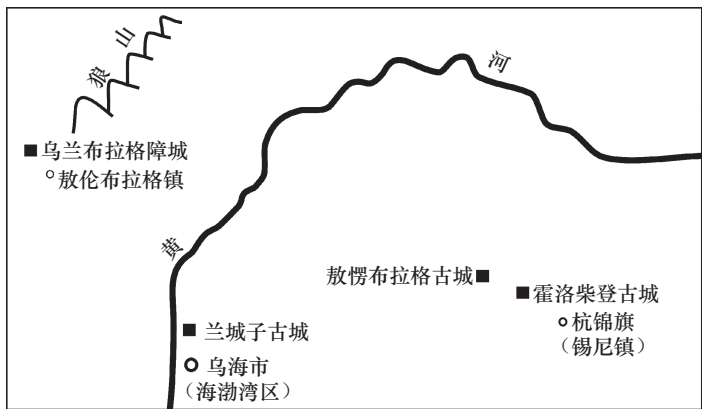 狼山
河
乌兰布拉格障城
敖伦布拉格镇
黄
敖愣布拉格古城
霍洛柴登古城
兰城子古城
杭锦旗
（锡尼镇）
乌海市
（海渤湾区）